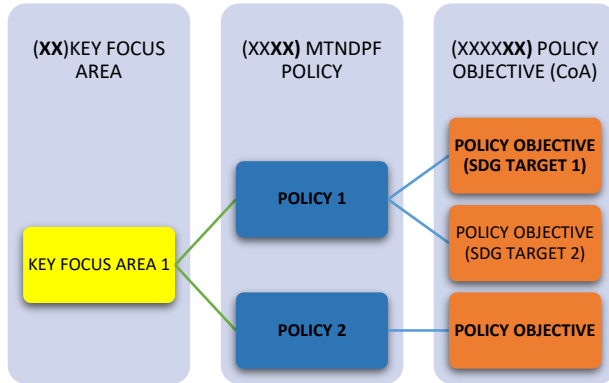 (XX)KEY FOCUS
AREA
(XXXX) MTNDPF
POLICY
(XXXXXX) POLICY
OBJECTIVE (CoA)
KEY FOCUS AREA 1
POLICY 1
POLICY 2
POLICY OBJECTIVE
(SDG TARGET 1)
POLICY OBJECTIVE
(SDG TARGET 2)
POLICY OBJECTIVE